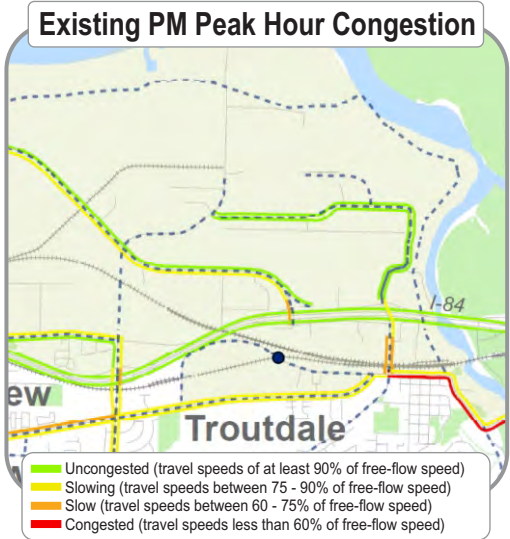 Existing PM Peak Hour Congestion
I-84
ew
Troutdale
Uncongested (travel speeds of at least 90% of free-flow speed)
Slowing (travel speeds between 75 - 90% of free-flow speed)
Slow (travel speeds between 60 - 75% of free-flow speed)
Congested (travel speeds less than 60% of free-flow speed)